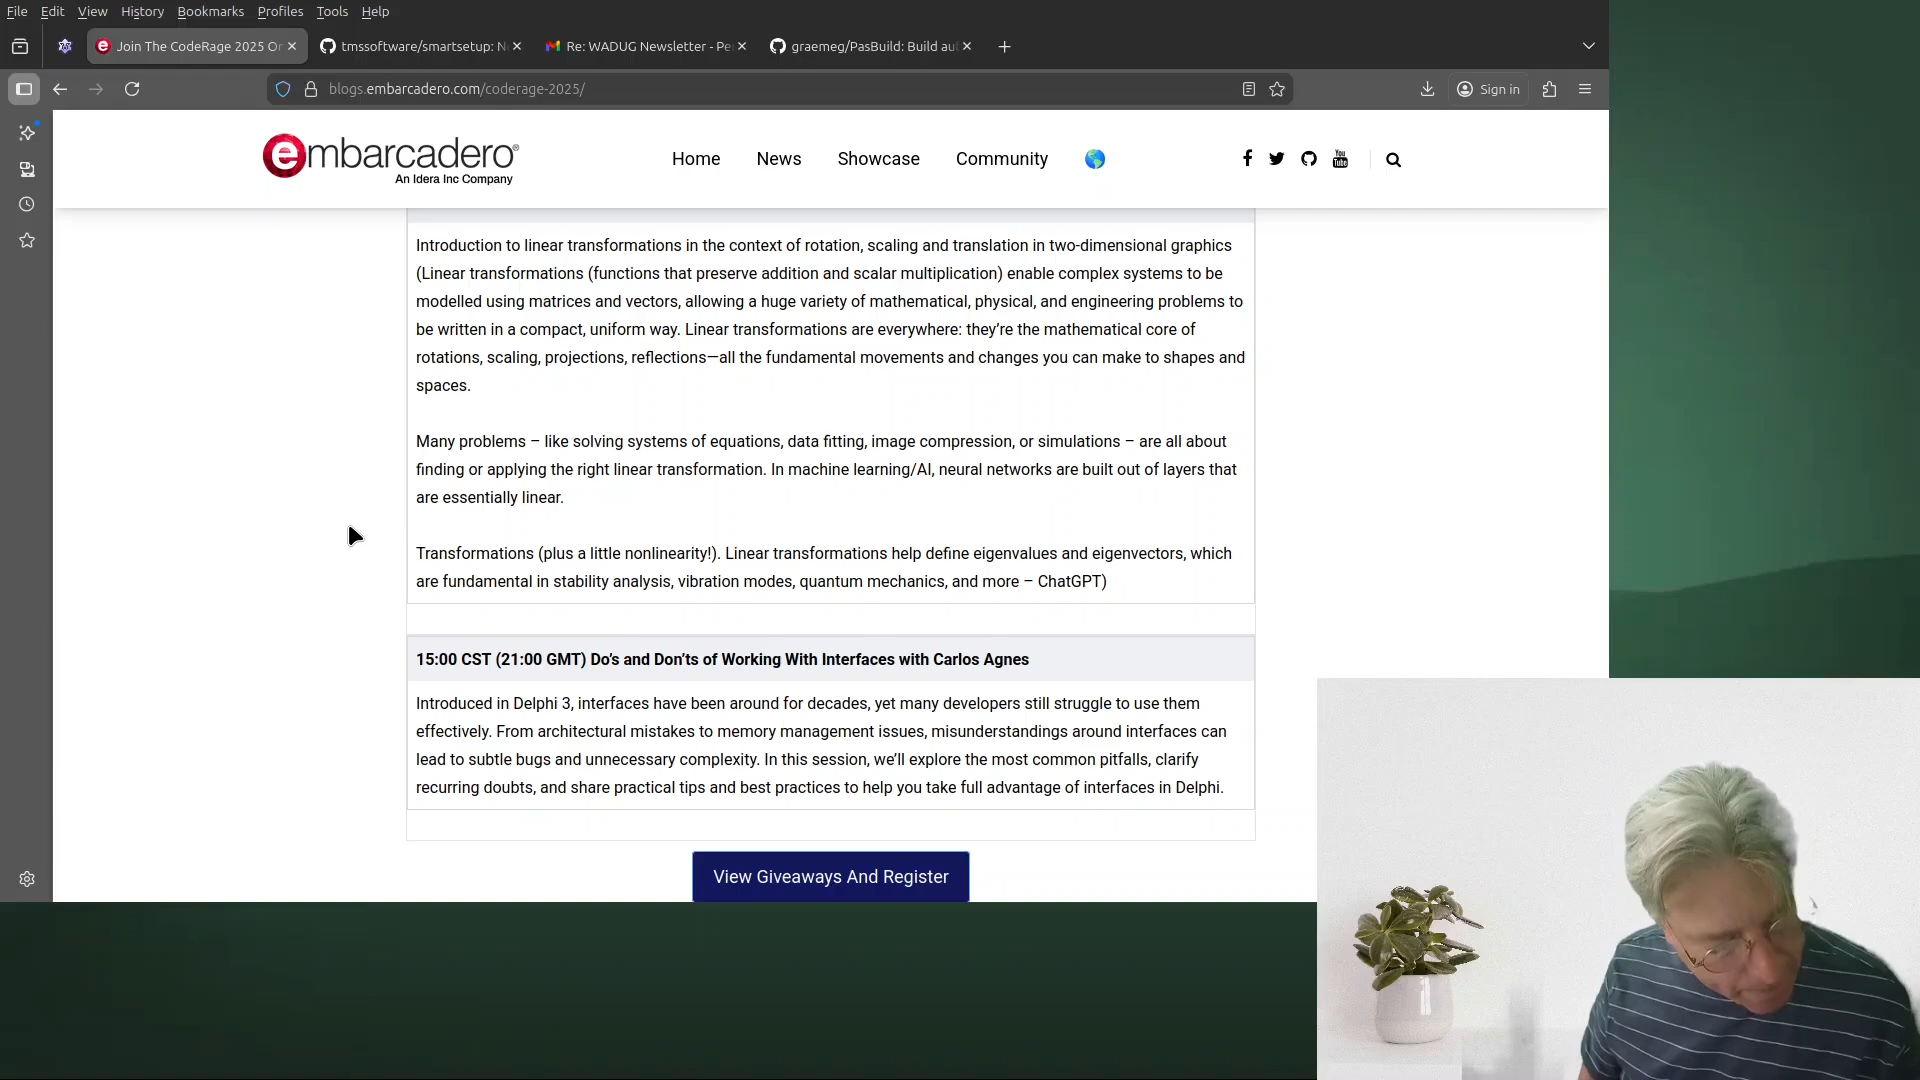 File Edit View History Bookmarks Profiles Tools Help
Join The CodeRage 2025 On
tmssoftware/smartsetup: N
Re: WADUG Newsletter - Pe
graemeg/PasBuild: Build au
blogs.embarcadero.com/coderage-2025/
Sign in
embarcadero®
An Idera Inc Company
Home News Showcase Community
You Tube
Introduction to linear transformations in the context of rotation, scaling and translation in two-dimensional graphics
(Linear transformations (functions that preserve addition and scalar multiplication) enable complex systems to be
modelled using matrices and vectors, allowing a huge variety of mathematical, physical, and engineering problems to
be written in a compact, uniform way. Linear transformations are everywhere: they’re the mathematical core of
rotations, scaling, projections, reflections—all the fundamental movements and changes you can make to shapes and
spaces.
Many problems – like solving systems of equations, data fitting, image compression, or simulations – are all about
finding or applying the right linear transformation. In machine learning/AI, neural networks are built out of layers that
are essentially linear.
Transformations (plus a little nonlinearity!). Linear transformations help define eigenvalues and eigenvectors, which
are fundamental in stability analysis, vibration modes, quantum mechanics, and more – ChatGPT)
15:00 CST (21:00 GMT) Do’s and Don’ts of Working With Interfaces with Carlos Agnes
Introduced in Delphi 3, interfaces have been around for decades, yet many developers still struggle to use them
effectively. From architectural mistakes to memory management issues, misunderstandings around interfaces can
lead to subtle bugs and unnecessary complexity. In this session, we’ll explore the most common pitfalls, clarify
recurring doubts, and share practical tips and best practices to help you take full advantage of interfaces in Delphi.
View Giveaways And Register